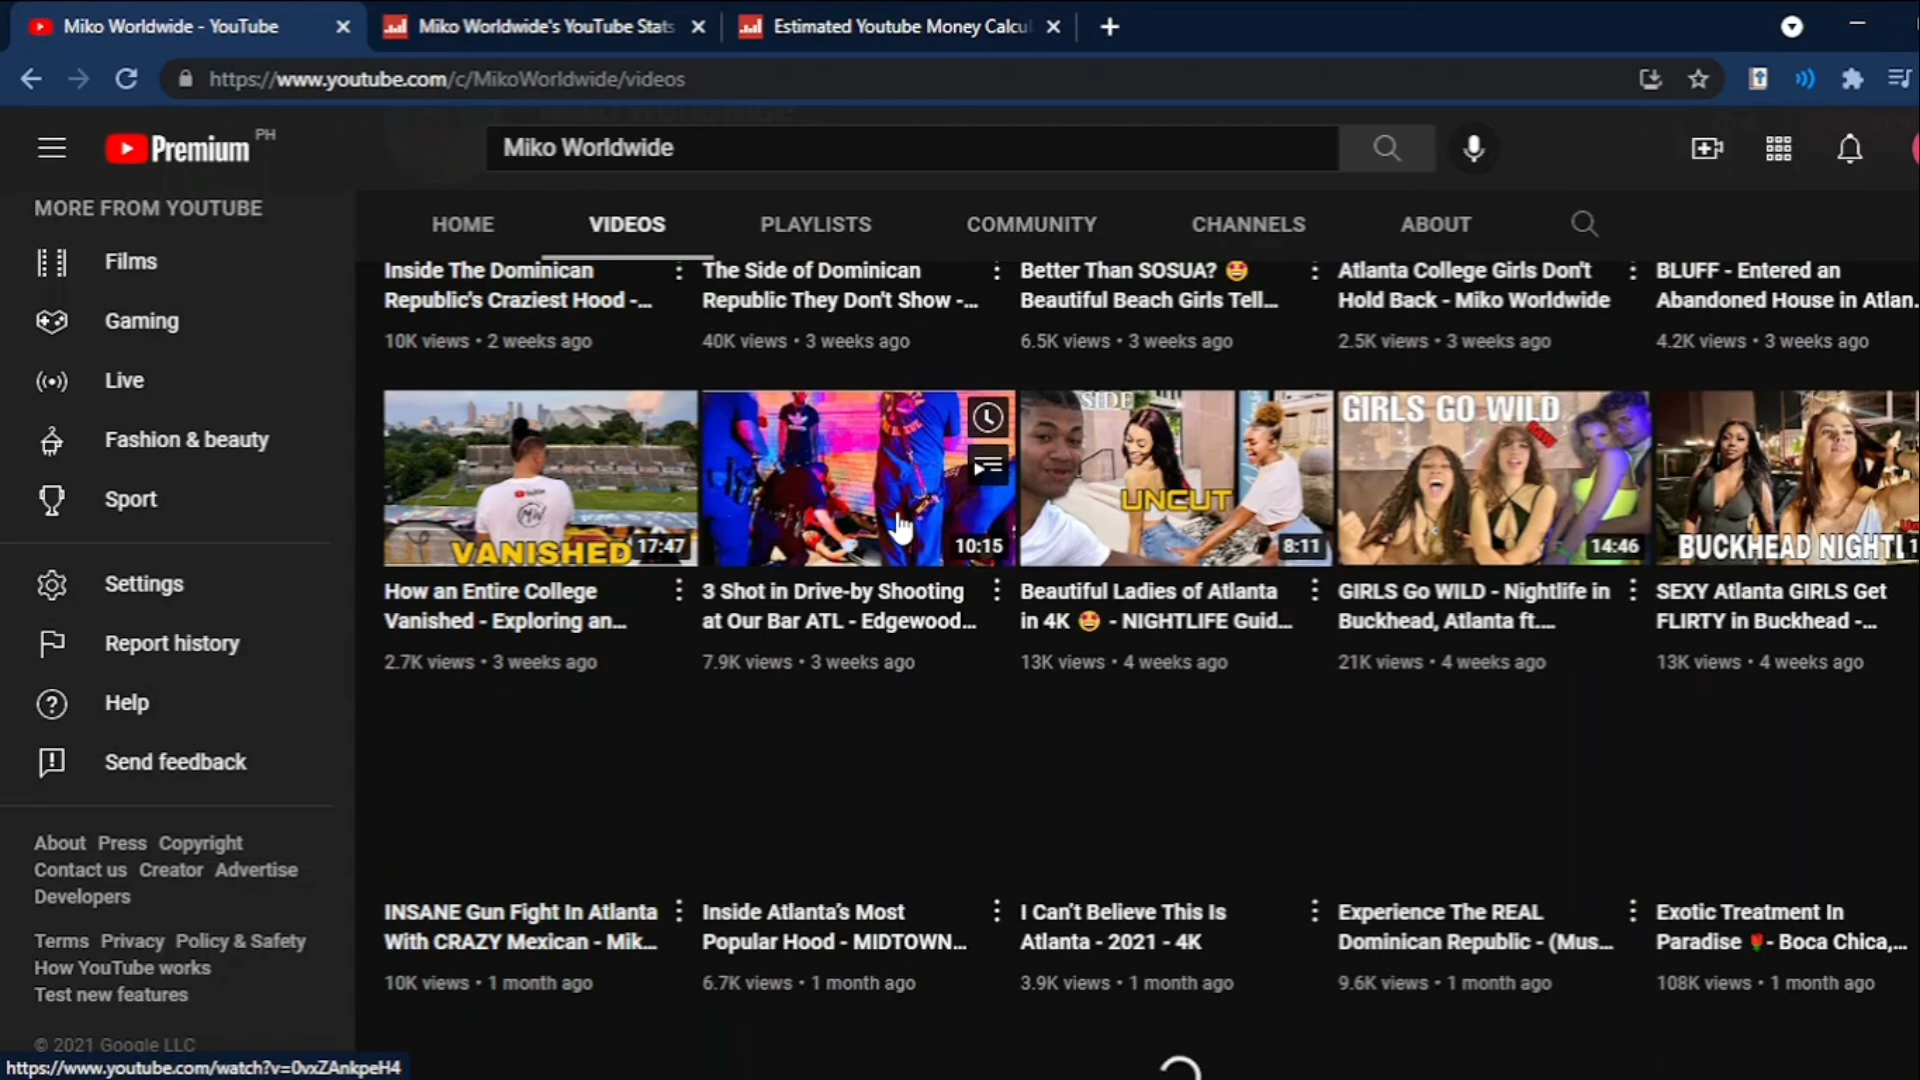 Miko Worldwide - YouTube
Miko Worldwide's YouTube Stats
Estimated Youtube Money Calcu
https://www.youtube.com/c/MikoWorldwide/videos
Premium PH
Miko Worldwide
MORE FROM YOUTUBE
Films
Gaming
Live
Fashion & beauty
Sport
Settings
Report history
Help
Send feedback
About Press Copyright
Contact us Creator Advertise
Developers
Terms Privacy Policy & Safety
How YouTube works
Test new features
© 2021 Google LLC
HOME VIDEOS PLAYLISTS COMMUNITY CHANNELS ABOUT
Inside The Dominican
Republic's Craziest Hood -...
10K views • 2 weeks ago
The Side of Dominican
Republic They Don't Show -...
40K views • 3 weeks ago
Better Than SOSUA? 🤩
Beautiful Beach Girls Tell...
6.5K views • 3 weeks ago
Atlanta College Girls Don't
Hold Back - Miko Worldwide
2.5K views • 3 weeks ago
BLUFF - Entered an
Abandoned House in Atlan.
4.2K views • 3 weeks ago
VANISHED
17:47
How an Entire College
Vanished - Exploring an...
2.7K views • 3 weeks ago
10:15
3 Shot in Drive-by Shooting
at Our Bar ATL - Edgewood...
7.9K views • 3 weeks ago
SIDE
UNCUT
8:11
Beautiful Ladies of Atlanta
in 4K 🤩 - NIGHTLIFE Guid...
13K views • 4 weeks ago
GIRLS GO WILD
14:46
GIRLS Go WILD - Nightlife in
Buckhead, Atlanta ft....
21K views • 4 weeks ago
BUCKHEAD NIGHTL
SEXY Atlanta GIRLS Get
FLIRTY in Buckhead -...
13K views • 4 weeks ago
INSANE Gun Fight In Atlanta
With CRAZY Mexican - Mik...
10K views • 1 month ago
Inside Atlanta’s Most
Popular Hood - MIDTOWN...
6.7K views • 1 month ago
I Can’t Believe This Is
Atlanta - 2021 - 4K
3.9K views • 1 month ago
Experience The REAL
Dominican Republic - (Mus...
9.6K views • 1 month ago
Exotic Treatment In
Paradise 🌹- Boca Chica,...
108K views • 1 month ago
https://www.youtube.com/watch?v=0vxZAnkpeH4